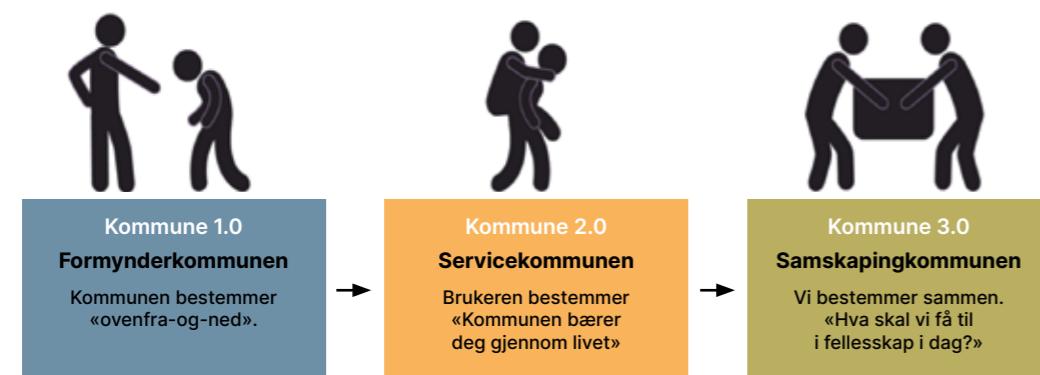 Kommune 1.0
Formynderkommunen
Kommunen bestemmer
«ovenfra-og-ned».
Kommune 2.0
Servicekommunen
Brukeren bestemmer
«Kommunen bærer
deg gjennom livet»
Kommune 3.0
Samskapingkommunen
Vi bestemmer sammen.
«Hva skal vi få til
i fellesskap i dag?»